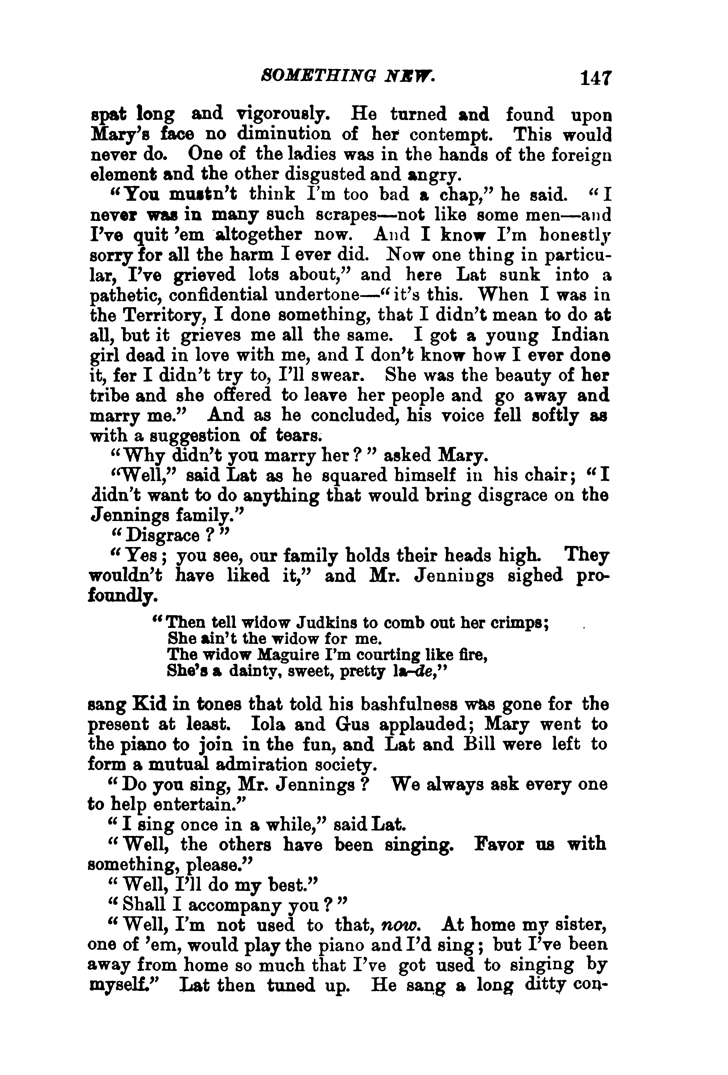 SOMETHING NEW. 147
spat long and vigorously. He turned and found upon
Mary's face no diminution of her contempt. This would
never do. One of the ladies was in the hands of the foreign
element and the other disgusted and angry.
“You mustn't think I'm too bad a chap,” he said. “I
never was in many such scrapes—not like some men—and
I've quit 'em altogether now. And I know I'm honestly
sorry for all the harm I ever did. Now one thing in particu-
lar, I've grieved lots about,” and here Lat sunk into a
pathetic, confidential undertone—“it's this. When I was in
the Territory, I done something, that I didn't mean to do at
all, but it grieves me all the same. I got a young Indian
girl dead in love with me, and I don't know how I ever done
it, fer I didn't try to, I'll swear. She was the beauty of her
tribe and she offered to leave her people and go away and
marry me.” And as he concluded, his voice fell softly as
with a suggestion of tears.
“Why didn't you marry her?” asked Mary.
“Well,” said Lat as he squared himself in his chair; “I
didn't want to do anything that would bring disgrace on the
Jennings family.”
“Disgrace?”
“Yes; you see, our family holds their heads high. They
wouldn't have liked it,” and Mr. Jennings sighed pro-
foundly.
“Then tell widow Judkins to comb out her crimps;
She ain't the widow for me.
The widow Maguire I'm courting like fire,
She's a dainty, sweet, pretty la-de,”
sang Kid in tones that told his bashfulness was gone for the
present at least. Iola and Gus applauded; Mary went to
the piano to join in the fun, and Lat and Bill were left to
form a mutual admiration society.
“Do you sing, Mr. Jennings? We always ask every one
to help entertain.”
“I sing once in a while,” said Lat.
“Well, the others have been singing. Favor us with
something, please.”
“Well, I'll do my best.”
“Shall I accompany you?”
“Well, I'm not used to that, now. At home my sister,
one of 'em, would play the piano and I'd sing; but I've been
away from home so much that I've got used to singing by
myself.” Lat then tuned up. He sang a long ditty con-